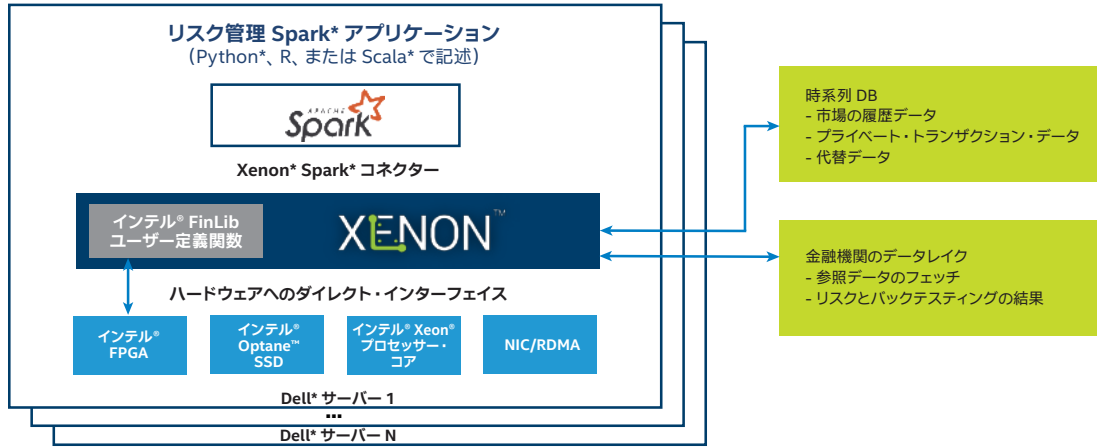 リスク管理 Spark* アプリケーション
(Python*、R、または Scala* で記述)
APACHE
Spark
Xenon* Spark* コネクター
インテル® FinLib
ユーザー定義関数
XENON™
ハードウェアへのダイレクト・インターフェイス
インテル®
FPGA
インテル®
Optane™
SSD
インテル® Xeon®
プロセッサー・
コア
NIC/RDMA
Dell* サーバー 1
...
Dell* サーバー N
時系列 DB
- 市場の履歴データ
- プライベート・トランザクション・データ
- 代替データ
金融機関のデータレイク
- 参照データのフェッチ
- リスクとバックテスティングの結果